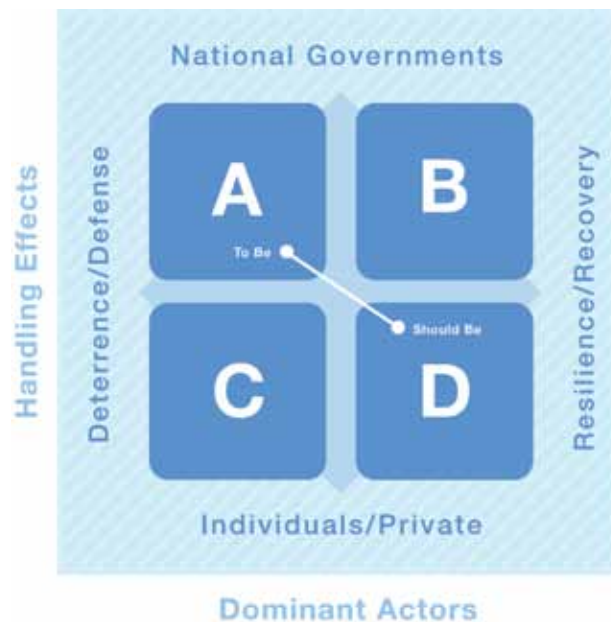 National Governments
Handling Effects
Deterrence/Defense
A
B
To Be
Should Be
C
D
Resilience/Recovery
Individuals/Private
Dominant Actors